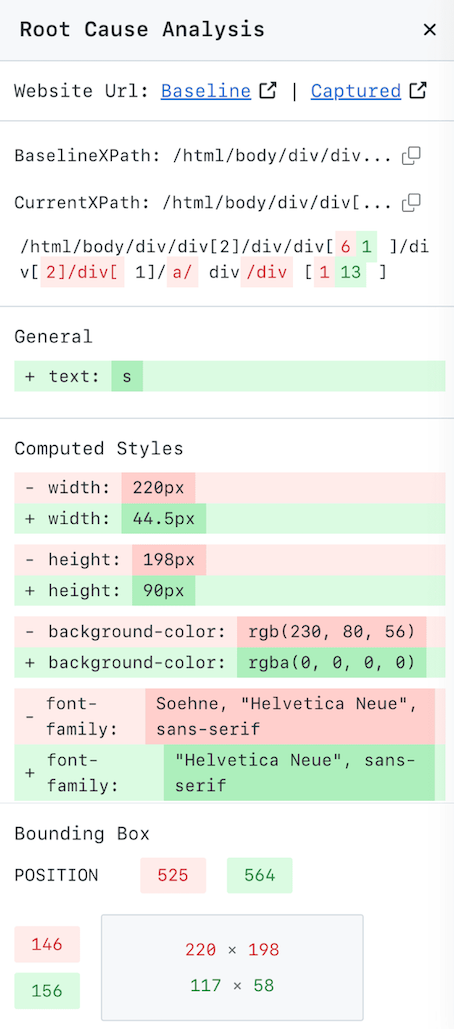 Root Cause Analysis ×
Website Url: Baseline | Captured
BaselineXPath: /html/body/div/div...
CurrentXPath: /html/body/div/div[...
/html/body/div/div[2]/div/div[ 6 1 ]/di
v[ 2]/div[ 1]/ a/ div /div [ 1 13 ]
General
+ text: s
Computed Styles
- width: 220px
+ width: 44.5px
- height: 198px
+ height: 90px
- background-color: rgb(230, 80, 56)
+ background-color: rgba(0, 0, 0, 0)
- font-family: Soehne, "Helvetica Neue", sans-serif
+ font-family: "Helvetica Neue", sans-serif
Bounding Box
POSITION 525 564
146
156
220 × 198
117 × 58